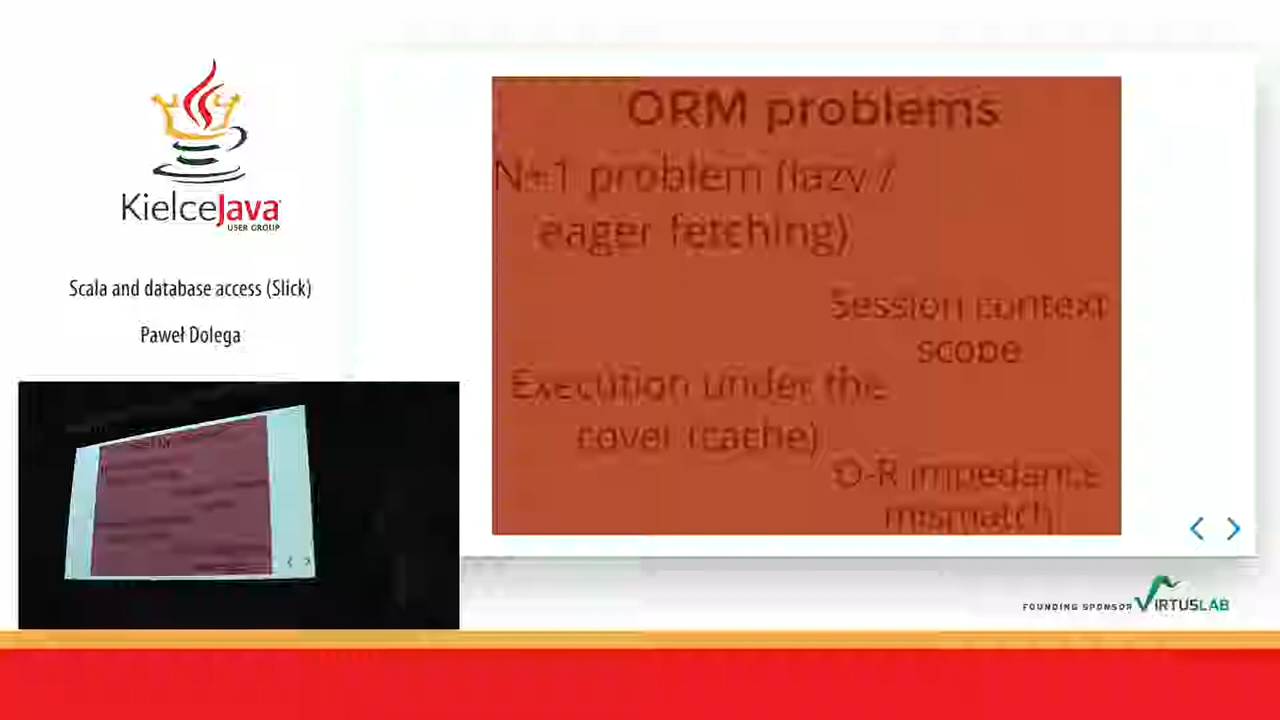 KielceJava
USER GROUP
Scala and database access (Slick)
Paweł Dolega
ORM problems
N+1 problem (lazy /
eager fetching)
Session context
scope
Execution under the
cover (cache)
O-R impedance
mismatch
FOUNDING SPONSOR VIRTUSLAB